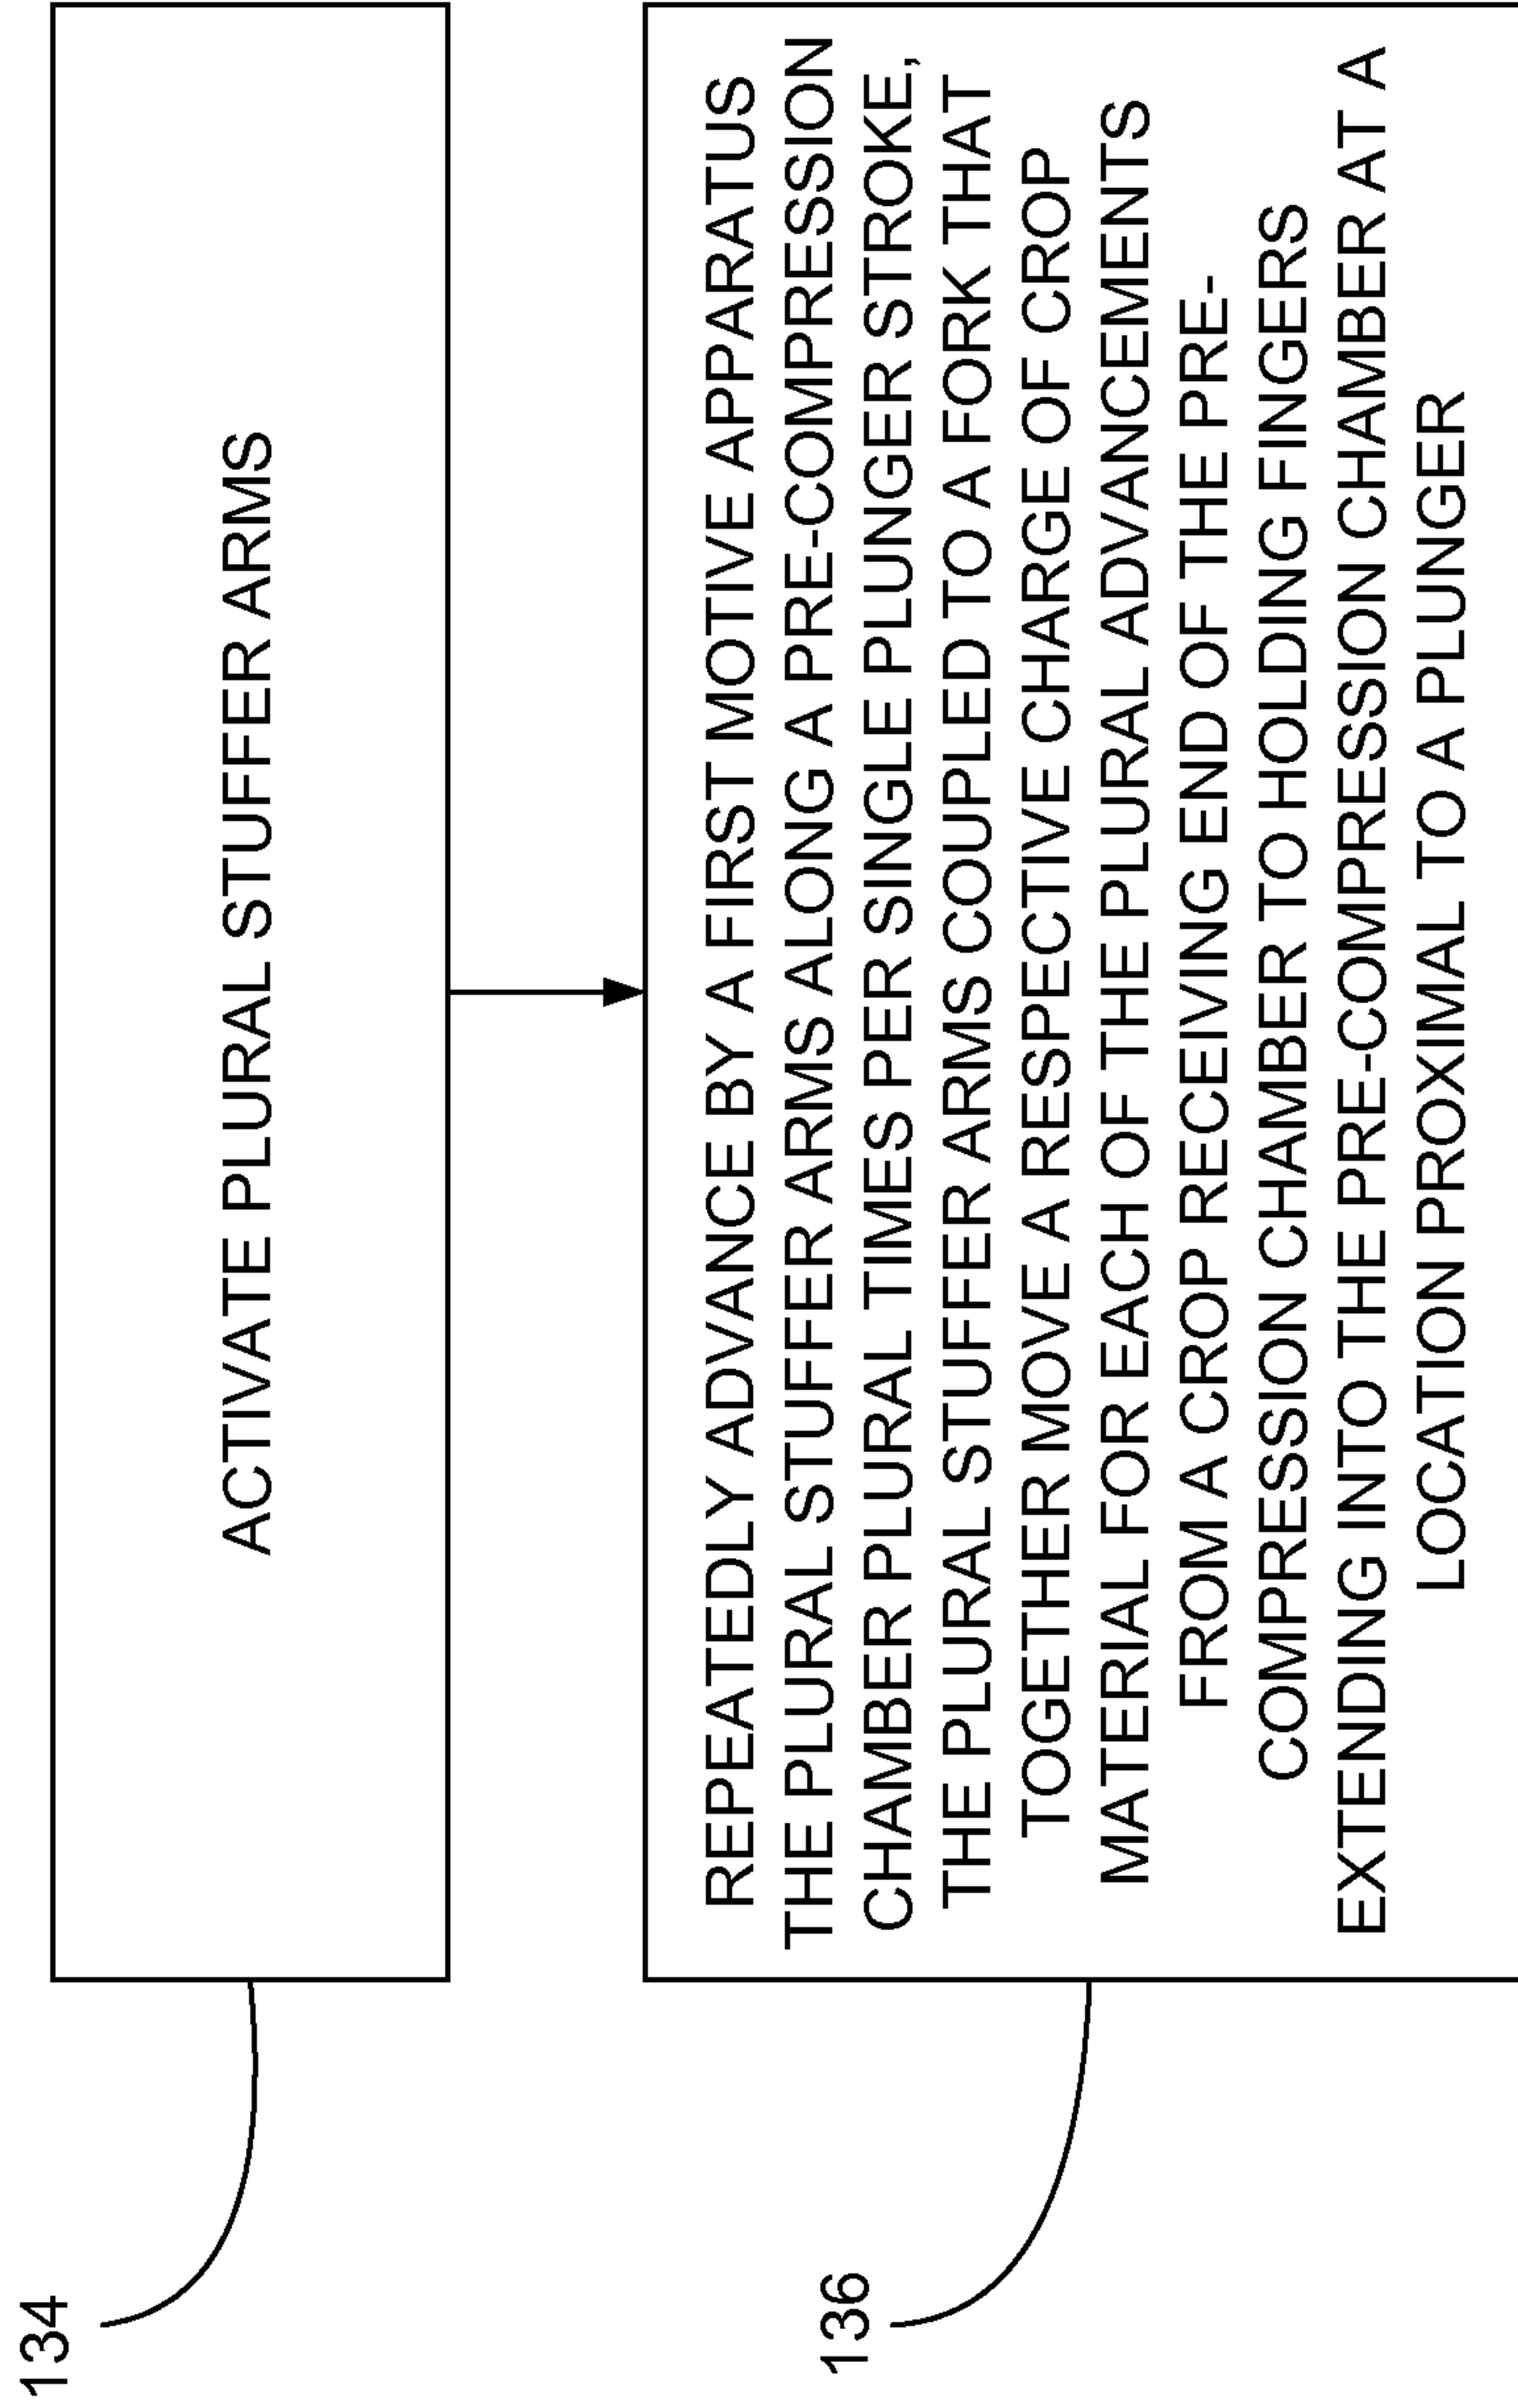 134
ACTIVATE PLURAL STUFFER ARMS
136
REPEATEDLY ADVANCE BY A FIRST MOTIVE APPARATUS
THE PLURAL STUFFER ARMS ALONG A PRE-COMPRESSION
CHAMBER PLURAL TIMES PER SINGLE PLUNGER STROKE,
THE PLURAL STUFFER ARMS COUPLED TO A FORK THAT
TOGETHER MOVE A RESPECTIVE CHARGE OF CROP
MATERIAL FOR EACH OF THE PLURAL ADVANCEMENTS
FROM A CROP RECEIVING END OF THE PRE-
COMPRESSION CHAMBER TO HOLDING FINGERS
EXTENDING INTO THE PRE-COMPRESSION CHAMBER AT A
LOCATION PROXIMAL TO A PLUNGER